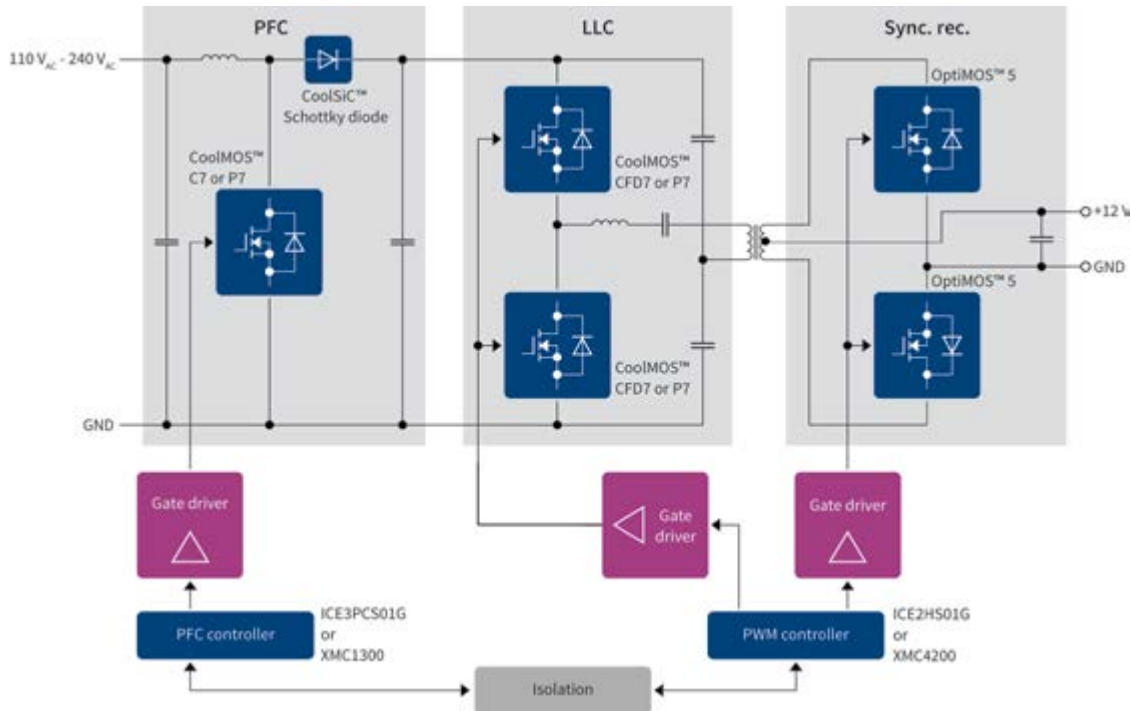 PFC
LLC
Sync. rec.
110 VAC - 240 VAC
CoolSiC™
Schottky diode
OptiMOS™ 5
CoolMOS™
C7 or P7
CoolMOS™
CFD7 or P7
+12 V
GND
OptiMOS™ 5
CoolMOS™
CFD7 or P7
GND
Gate driver
Gate
driver
Gate driver
PFC controller
ICE3PCS01G
or
XMC1300
PWM controller
ICE2HS01G
or
XMC4200
Isolation